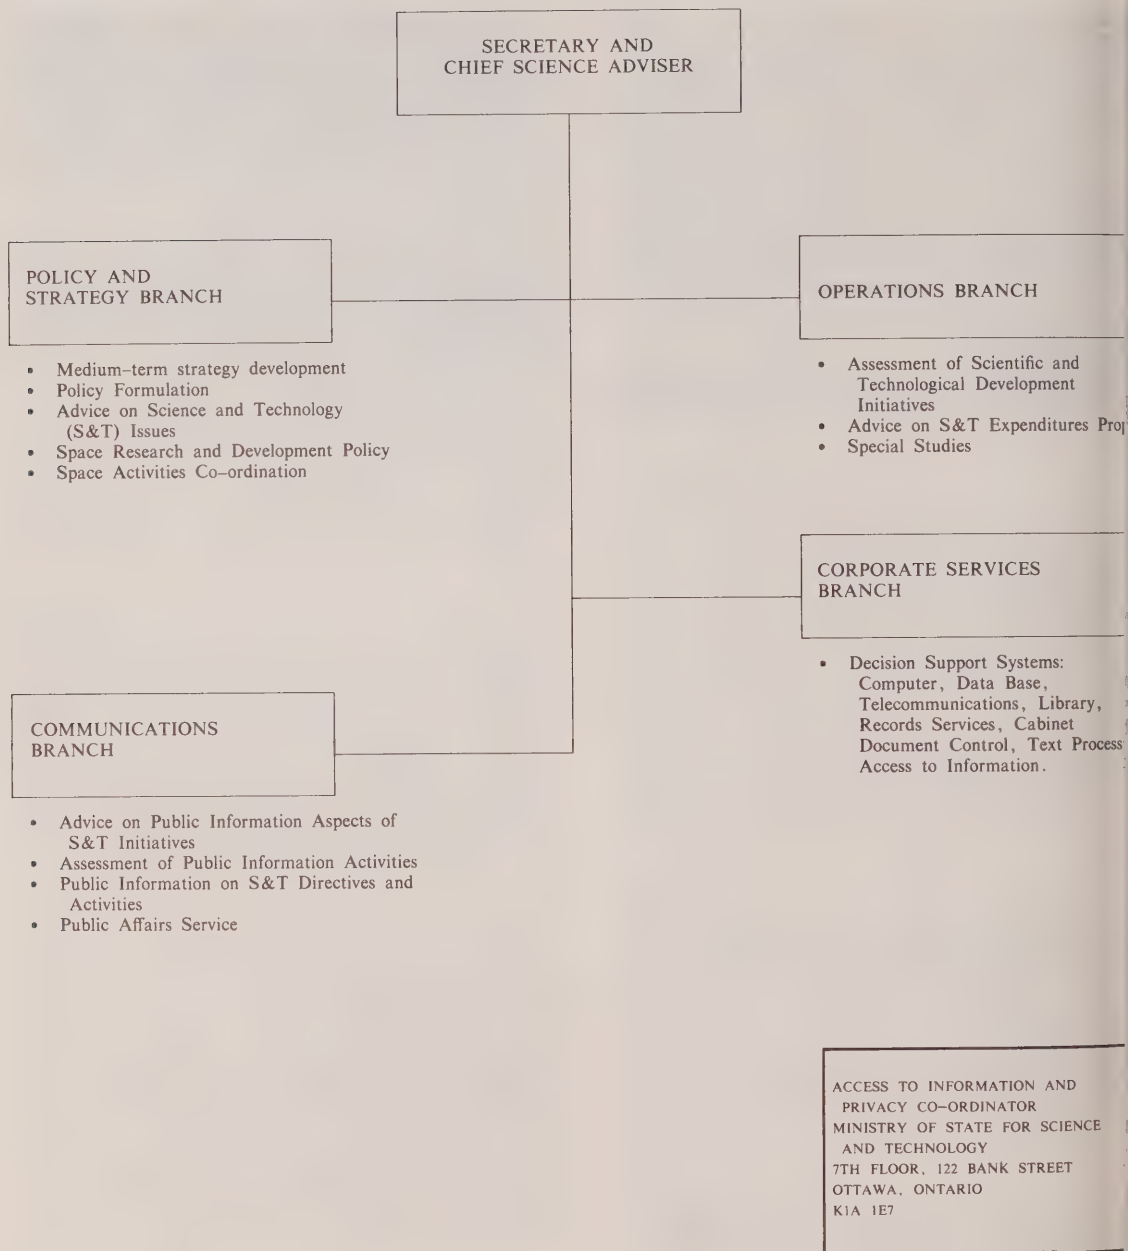 SECRETARY AND
CHIEF SCIENCE ADVISER
POLICY AND
STRATEGY BRANCH
• Medium-term strategy development
• Policy Formulation
• Advice on Science and Technology
(S&T) Issues
• Space Research and Development Policy
• Space Activities Co-ordination
OPERATIONS BRANCH
• Assessment of Scientific and
Technological Development
Initiatives
• Advice on S&T Expenditures
• Special Studies
CORPORATE SERVICES
BRANCH
• Decision Support Systems:
Computer, Data Base,
Telecommunications, Library,
Records Services, Cabinet
Document Control, Text
Access to Information.
COMMUNICATIONS
BRANCH
• Advice on Public Information Aspects of
S&T Initiatives
• Assessment of Public Information Activities
• Public Information on S&T Directives and
Activities
• Public Affairs Service
ACCESS TO INFORMATION AND
PRIVACY CO-ORDINATOR
MINISTRY OF STATE FOR SCIENCE
AND TECHNOLOGY
7TH FLOOR, 122 BANK STREET
OTTAWA, ONTARIO
K1A 1E7